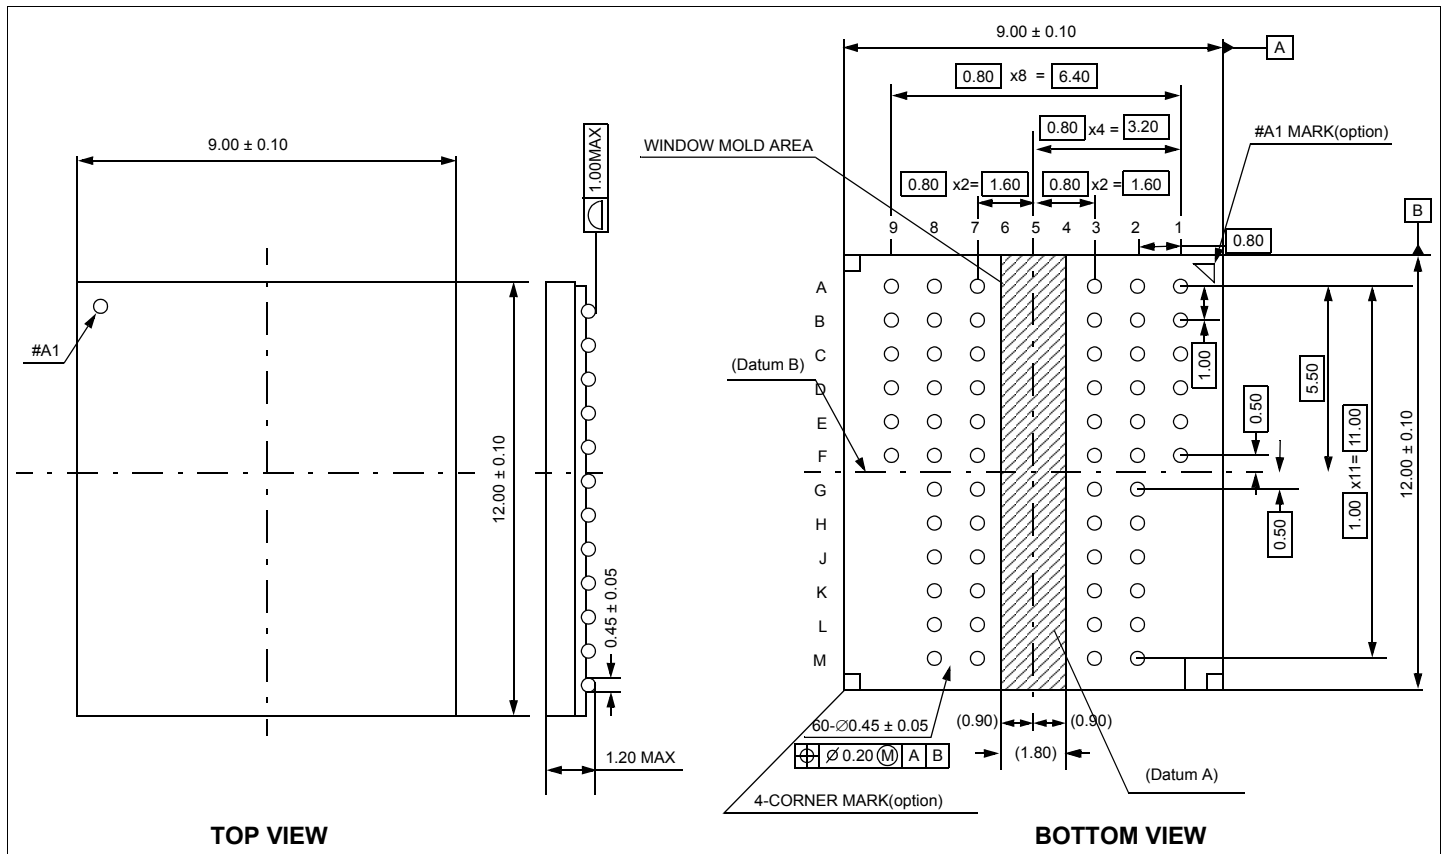 9.00 ± 0.10
A
0.80 x8 = 6.40
0.80 x4 = 3.20
#A1 MARK(option)
1.00MAX
9.00 ± 0.10
WINDOW MOLD AREA
0.80 x2= 1.60 0.80 x2 = 1.60
B
9 8 7 6 5 4 3 2 1
0.80
A
B
C
D
E
F
G
H
J
K
L
M
#A1
(Datum B)
1.00
5.50
0.50
0.50
1.00 x11= 11.00
12.00 ± 0.10
12.00 ± 0.10
0.45 ± 0.05
60-∅0.45 ± 0.05
(0.90) (0.90)
⌀ 0.20 Ⓜ A B
(1.80)
1.20 MAX
(Datum A)
4-CORNER MARK(option)
TOP VIEW
BOTTOM VIEW